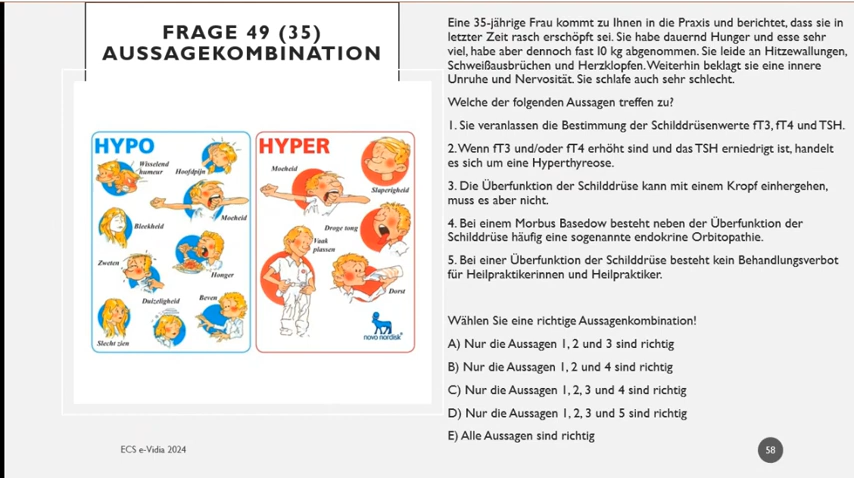 FRAGE 49 (35)
AUSSAGEKOMBINATION
HYPO
Wisselend
humeur
Hoofdpijn
Moeheid
Bleekheid
Zweten
Honger
Duizeligheid
Beven
Slecht zien
HYPER
Moeheid
Slaperigheid
Droge tong
Vaak
plassen
Dorst
novo nordisk
Eine 35-jährige Frau kommt zu Ihnen in die Praxis und berichtet, dass sie in
letzter Zeit rasch erschöpft sei. Sie habe dauernd Hunger und esse sehr
viel, habe aber dennoch fast 10 kg abgenommen. Sie leide an Hitzewallungen,
Schweißausbrüchen und Herzklopfen. Weiterhin beklagt sie eine innere
Unruhe und Nervosität. Sie schlafe auch sehr schlecht.
Welche der folgenden Aussagen treffen zu?
1. Sie veranlassen die Bestimmung der Schilddrüsenwerte fT3, fT4 und TSH.
2. Wenn fT3 und/oder fT4 erhöht sind und das TSH erniedrigt ist, handelt
es sich um eine Hyperthyreose.
3. Die Überfunktion der Schilddrüse kann mit einem Kropf einhergehen,
muss es aber nicht.
4. Bei einem Morbus Basedow besteht neben der Überfunktion der
Schilddrüse häufig eine sogenannte endokrine Orbitopathie.
5. Bei einer Überfunktion der Schilddrüse besteht kein Behandlungsverbot
für Heilpraktikerinnen und Heilpraktiker.
Wählen Sie eine richtige Aussagenkombination!
A) Nur die Aussagen 1, 2 und 3 sind richtig
B) Nur die Aussagen 1, 2 und 4 sind richtig
C) Nur die Aussagen 1, 2, 3 und 4 sind richtig
D) Nur die Aussagen 1, 2, 3 und 5 sind richtig
E) Alle Aussagen sind richtig
ECS e-Vidia 2024
58